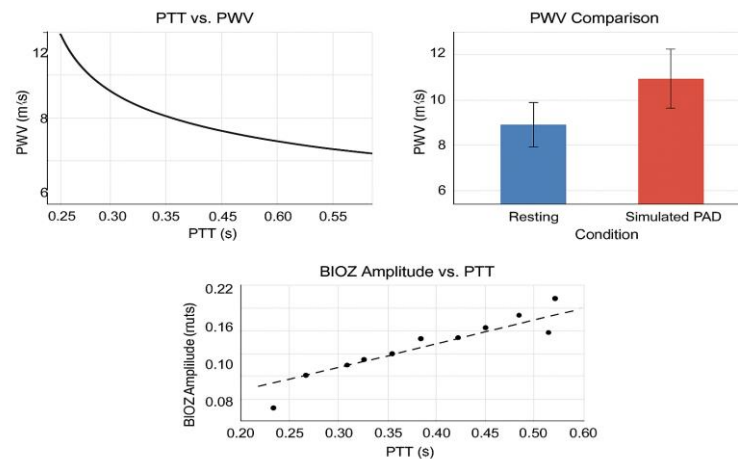 PTT vs. PWV
PWV (m/s)
12
8
6
0.25 0.30 0.35 0.45 0.60 0.55
PTT (s)
PWV Comparison
PWV (m/s)
12
10
8
6
Resting Simulated PAD
Condition
BIOZ Amplitude vs. PTT
BIOZ Amplilude (muts)
0.22
0.16
0.10
0.08
0.20 0.25 0.30 0.35 0.40 0.45 0.50 0.55 0.60
PTT (s)